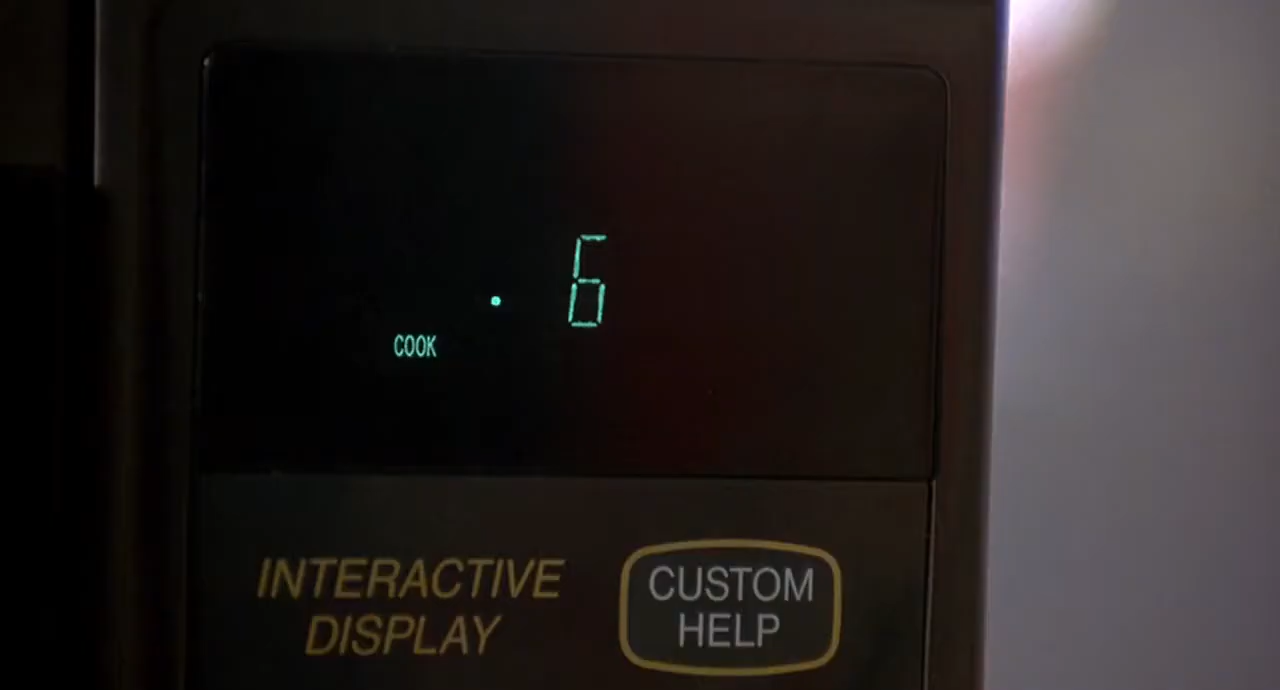 . 6
COOK
INTERACTIVE
DISPLAY
CUSTOM
HELP